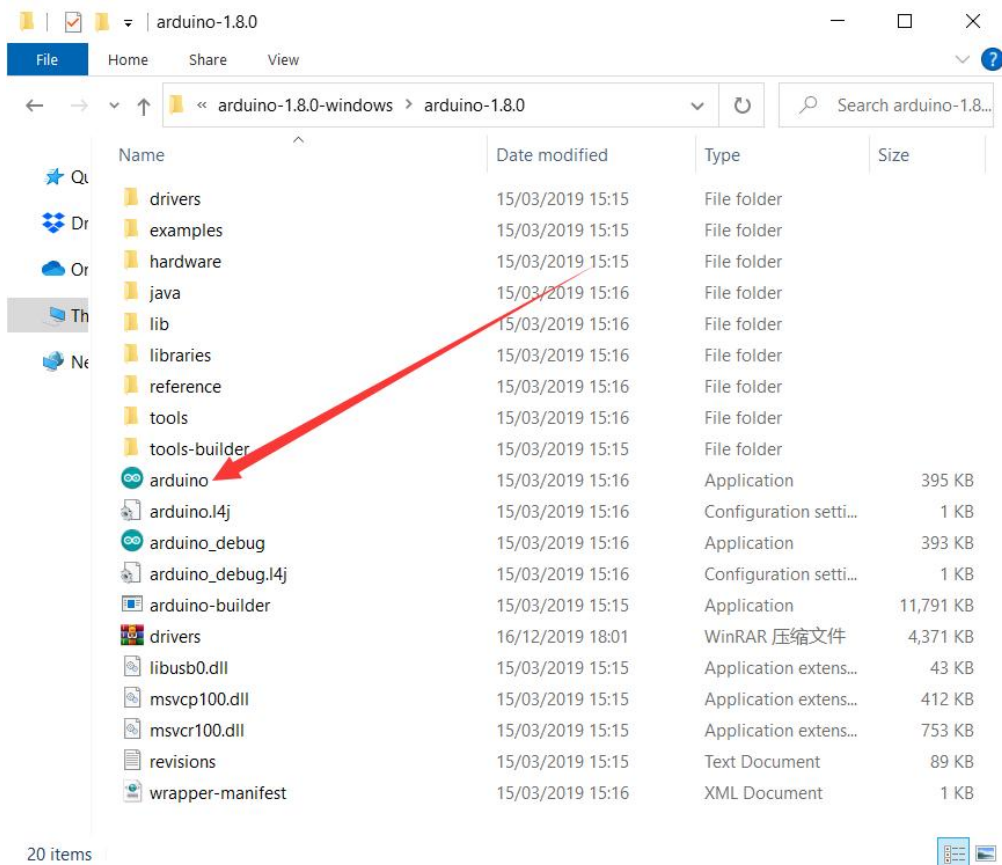 arduino-1.8.0
File Home Share View
« arduino-1.8.0-windows > arduino-1.8.0 Search arduino-1.8...
Name Date modified Type Size
Qu
Dr
Or
Th
Ne
drivers 15/03/2019 15:15 File folder
examples 15/03/2019 15:15 File folder
hardware 15/03/2019 15:15 File folder
java 15/03/2019 15:16 File folder
lib 15/03/2019 15:16 File folder
libraries 15/03/2019 15:16 File folder
reference 15/03/2019 15:16 File folder
tools 15/03/2019 15:16 File folder
tools-builder 15/03/2019 15:15 File folder
arduino 15/03/2019 15:16 Application 395 KB
arduino.l4j 15/03/2019 15:16 Configuration setti... 1 KB
arduino_debug 15/03/2019 15:16 Application 393 KB
arduino_debug.l4j 15/03/2019 15:16 Configuration setti... 1 KB
arduino-builder 15/03/2019 15:15 Application 11,791 KB
drivers 16/12/2019 18:01 WinRAR 压缩文件 4,371 KB
libusb0.dll 15/03/2019 15:15 Application extens... 43 KB
msvcp100.dll 15/03/2019 15:15 Application extens... 412 KB
msvcr100.dll 15/03/2019 15:15 Application extens... 753 KB
revisions 15/03/2019 15:15 Text Document 89 KB
wrapper-manifest 15/03/2019 15:16 XML Document 1 KB
20 items